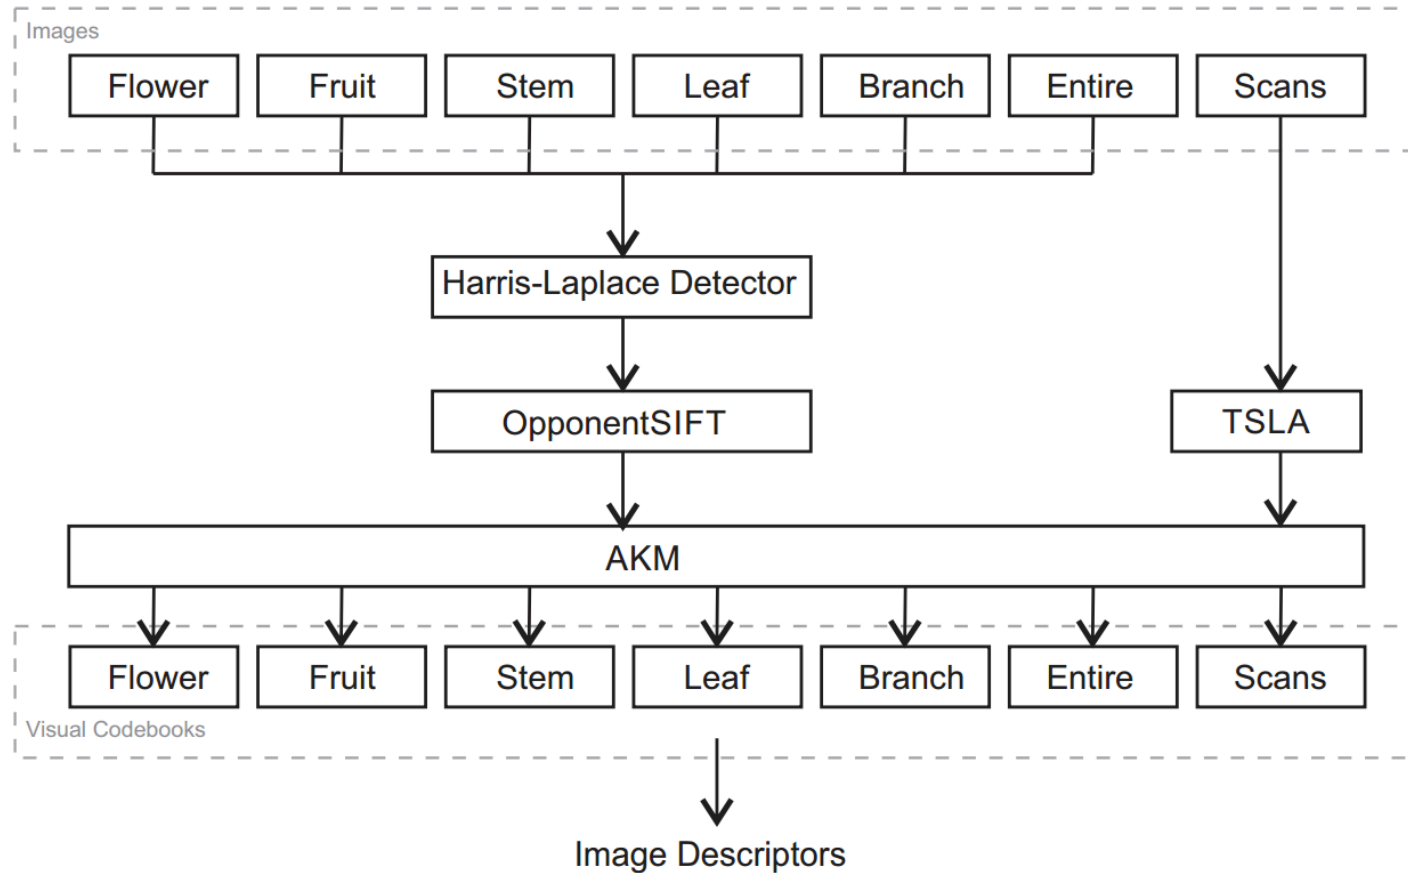 Images
Flower Fruit Stem Leaf Branch Entire Scans
Harris-Laplace Detector
OpponentSIFT TSLA
AKM
Flower Fruit Stem Leaf Branch Entire Scans
Visual Codebooks
Image Descriptors